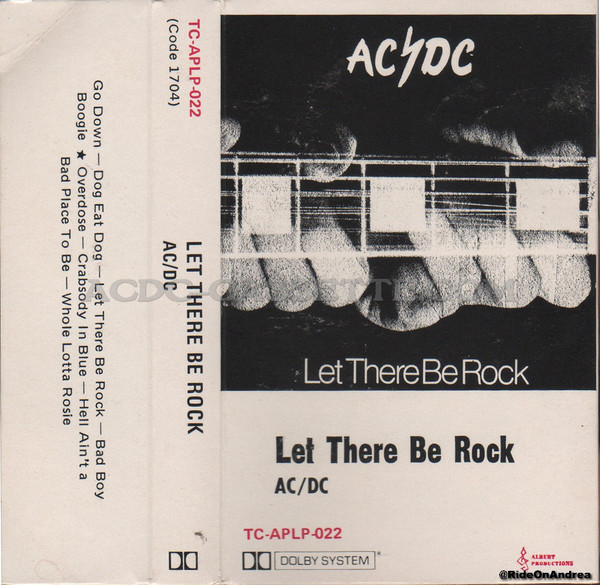 Go Down — Dog Eat Dog — Let There Be Rock — Bad Boy
Boogie ★ Overdose — Crabsody In Blue — Hell Ain't a
Bad Place To Be — Whole Lotta Rosie
TC-APLP-022
(Code 1704)
LET THERE BE ROCK
AC/DC
AC⚡DC
Let There Be Rock
Let There Be Rock
AC/DC
TC-APLP-022
DOLBY SYSTEM
ALBERT
PRODUCTIONS
@RideOnAndrea